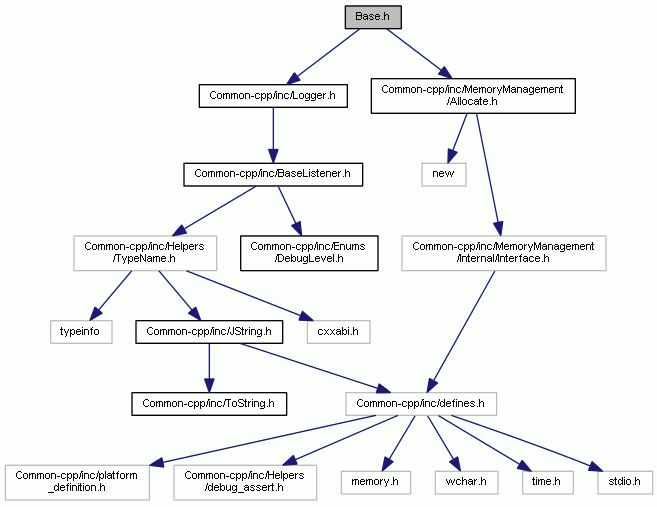 Base.h
Common-cpp/inc/Logger.h
Common-cpp/inc/MemoryManagement
/Allocate.h
Common-cpp/inc/BaseListener.h
new
Common-cpp/inc/Helpers
/TypeName.h
Common-cpp/inc/Enums
/DebugLevel.h
Common-cpp/inc/MemoryManagement
/Internal/Interface.h
typeinfo
Common-cpp/inc/JString.h
cxxabi.h
Common-cpp/inc/ToString.h
Common-cpp/inc/defines.h
Common-cpp/inc/platform
_definition.h
Common-cpp/inc/Helpers
/debug_assert.h
memory.h
wchar.h
time.h
stdio.h